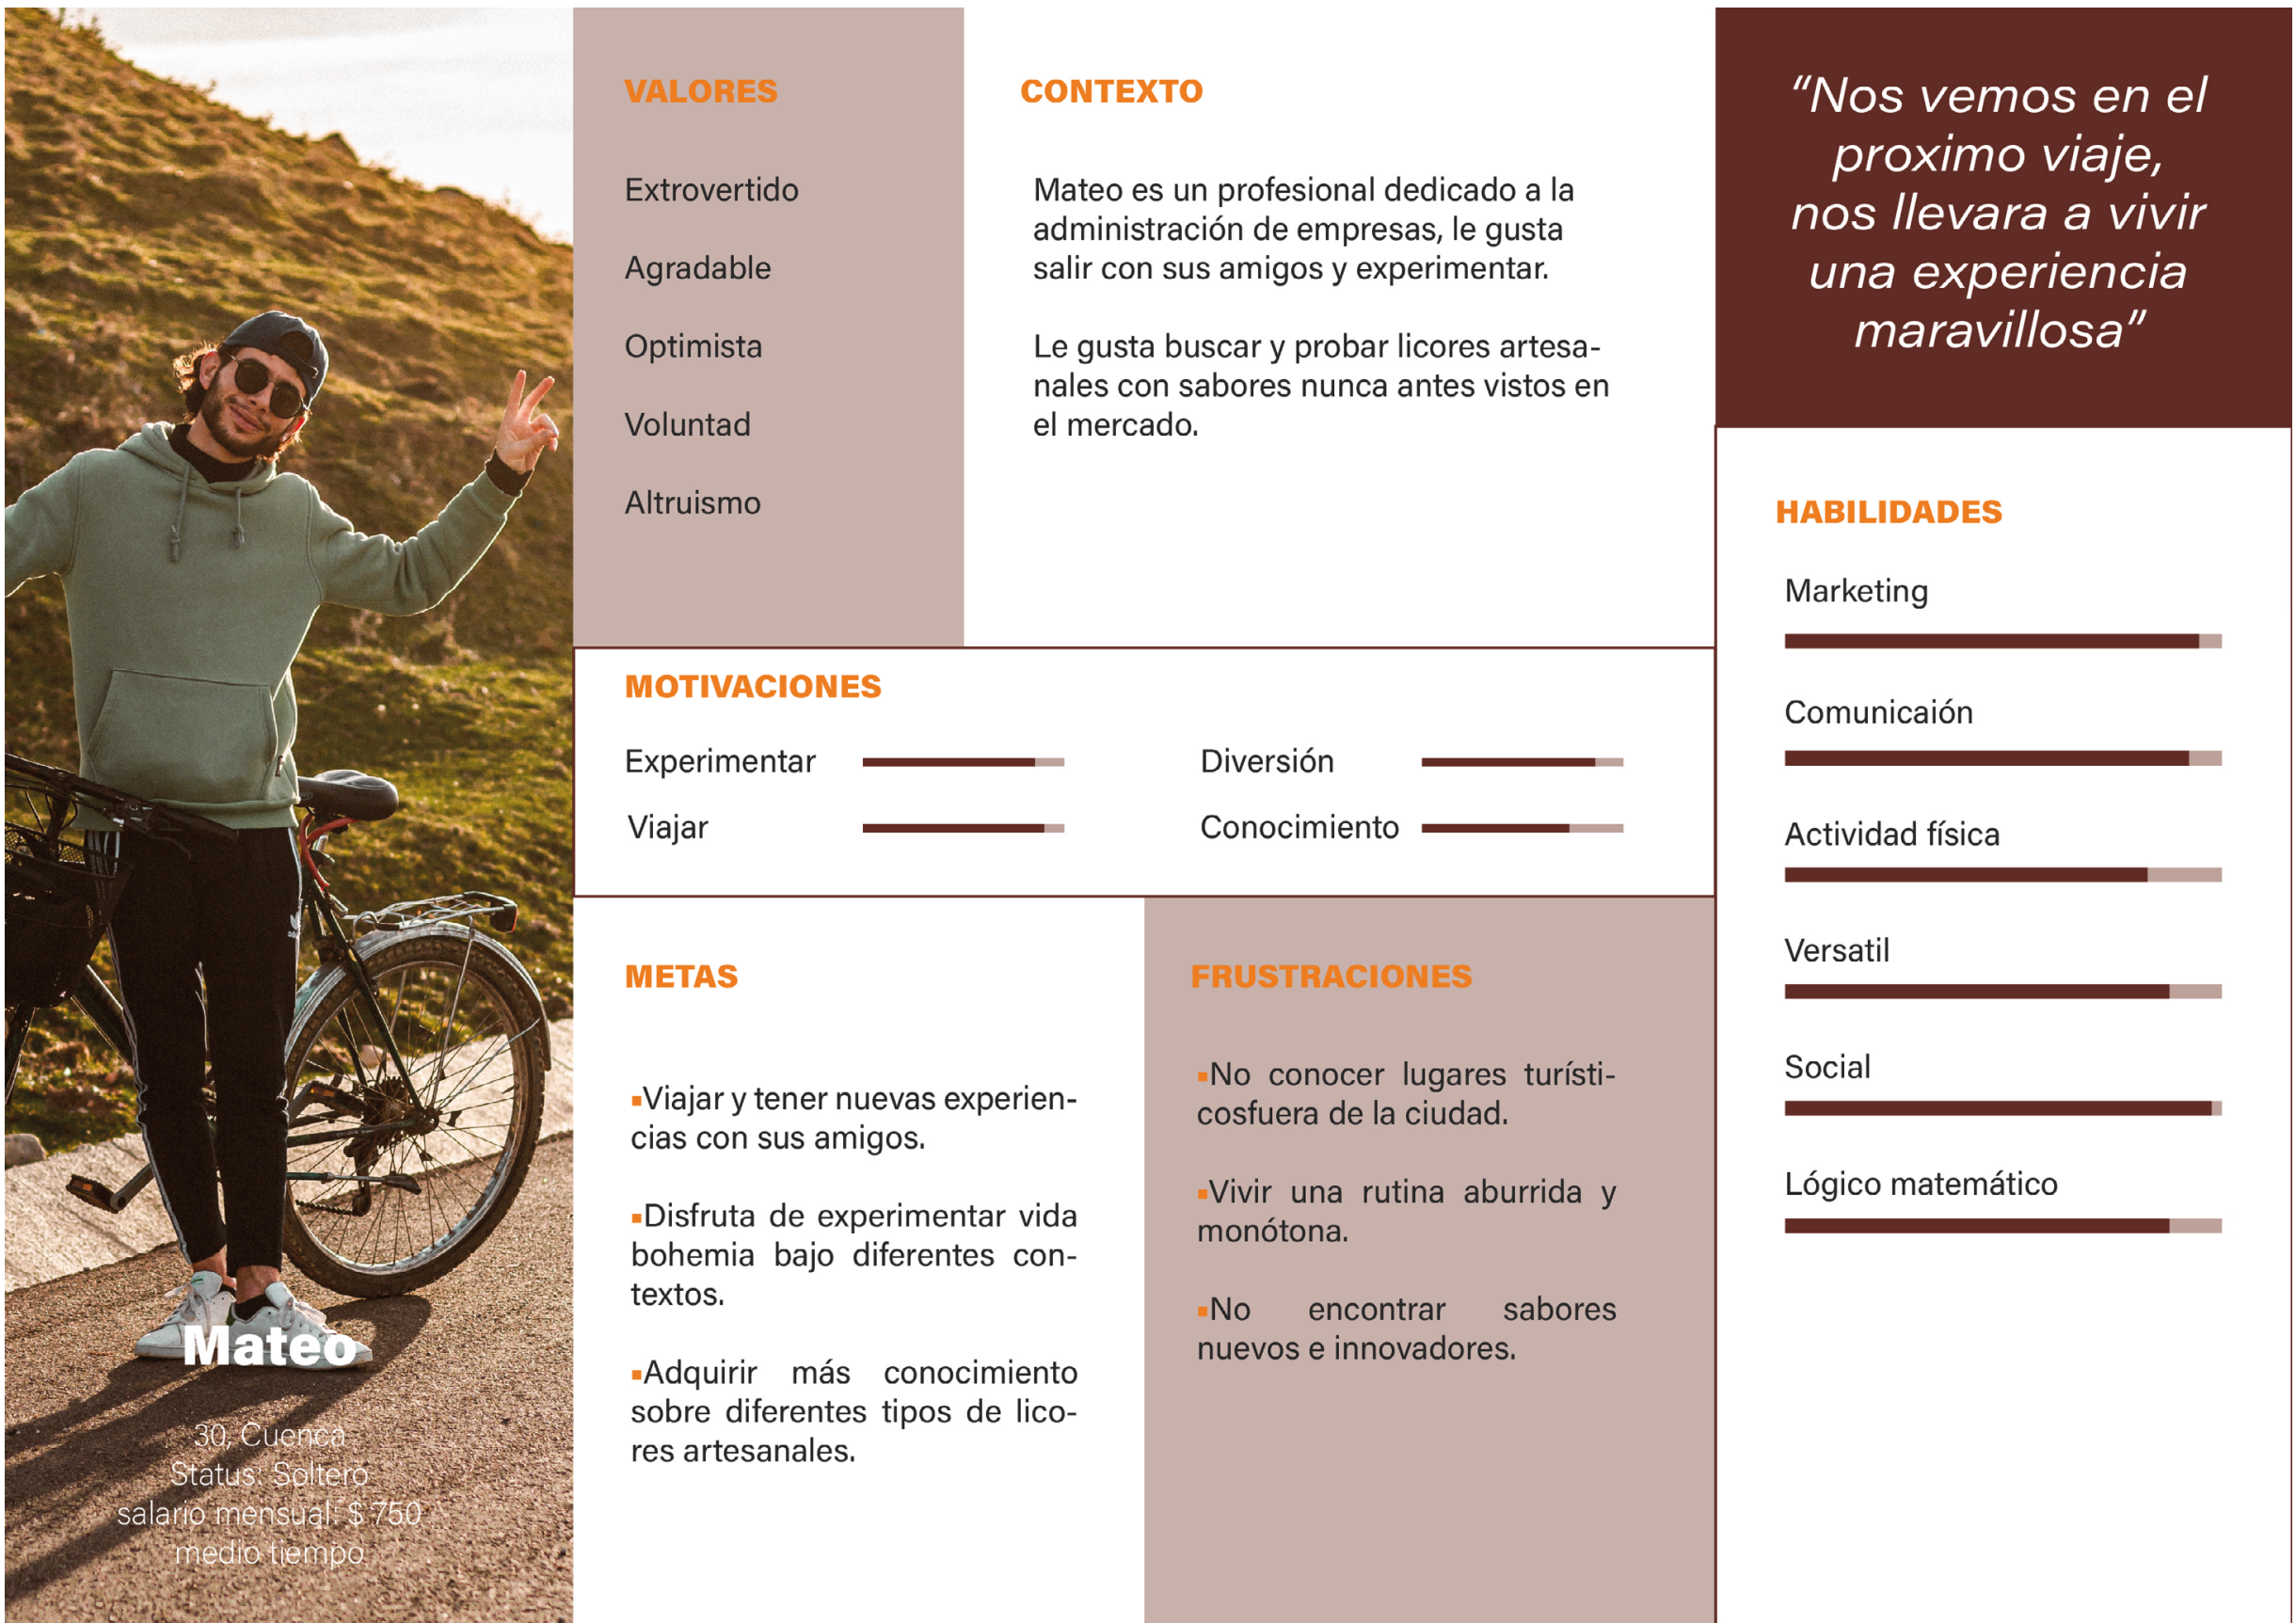 VALORES
Extrovertido
Agradable
Optimista
Voluntad
Altruismo
CONTEXTO
Mateo es un profesional dedicado a la
administración de empresas, le gusta
salir con sus amigos y experimentar.
Le gusta buscar y probar licores artesa-
nales con sabores nunca antes vistos en
el mercado.
“Nos vemos en el
proximo viaje,
nos llevara a vivir
una experiencia
maravillosa”
MOTIVACIONES
Experimentar
Diversión
Viajar
Conocimiento
METAS
▪Viajar y tener nuevas experien-
cias con sus amigos.
▪Disfruta de experimentar vida
bohemia bajo diferentes con-
textos.
▪Adquirir más conocimiento
sobre diferentes tipos de lico-
res artesanales.
FRUSTRACIONES
▪No conocer lugares turísti-
cosfuera de la ciudad.
▪Vivir una rutina aburrida y
monótona.
▪No encontrar sabores
nuevos e innovadores.
HABILIDADES
Marketing
Comunicaión
Actividad física
Versatil
Social
Lógico matemático
Mateo
30, Cuenca
Status: Soltero
salario mensual: $ 750
medio tiempo